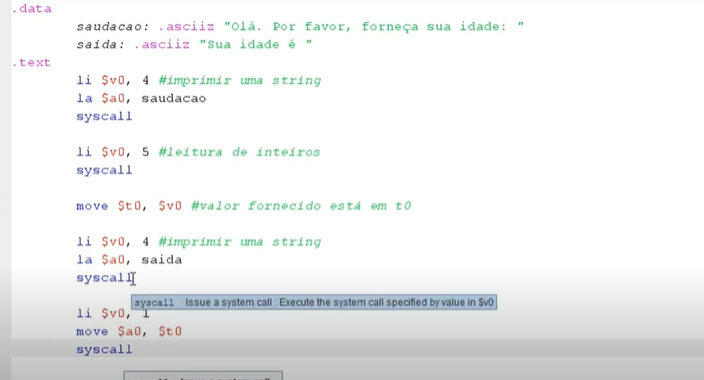 .data
saudacao: .asciiz "Olá. Por favor, forneça sua idade: "
saida: .asciiz "Sua idade é "
.text
li $v0, 4 #imprimir uma string
la $a0, saudacao
syscall
li $v0, 5 #leitura de inteiros
syscall
move $t0, $v0 #valor fornecido está em t0
li $v0, 4 #imprimir uma string
la $a0, saida
syscall
syscall Issue a system call : Execute the system call specified by value in $v0
li $v0, 1
move $a0, $t0
syscall